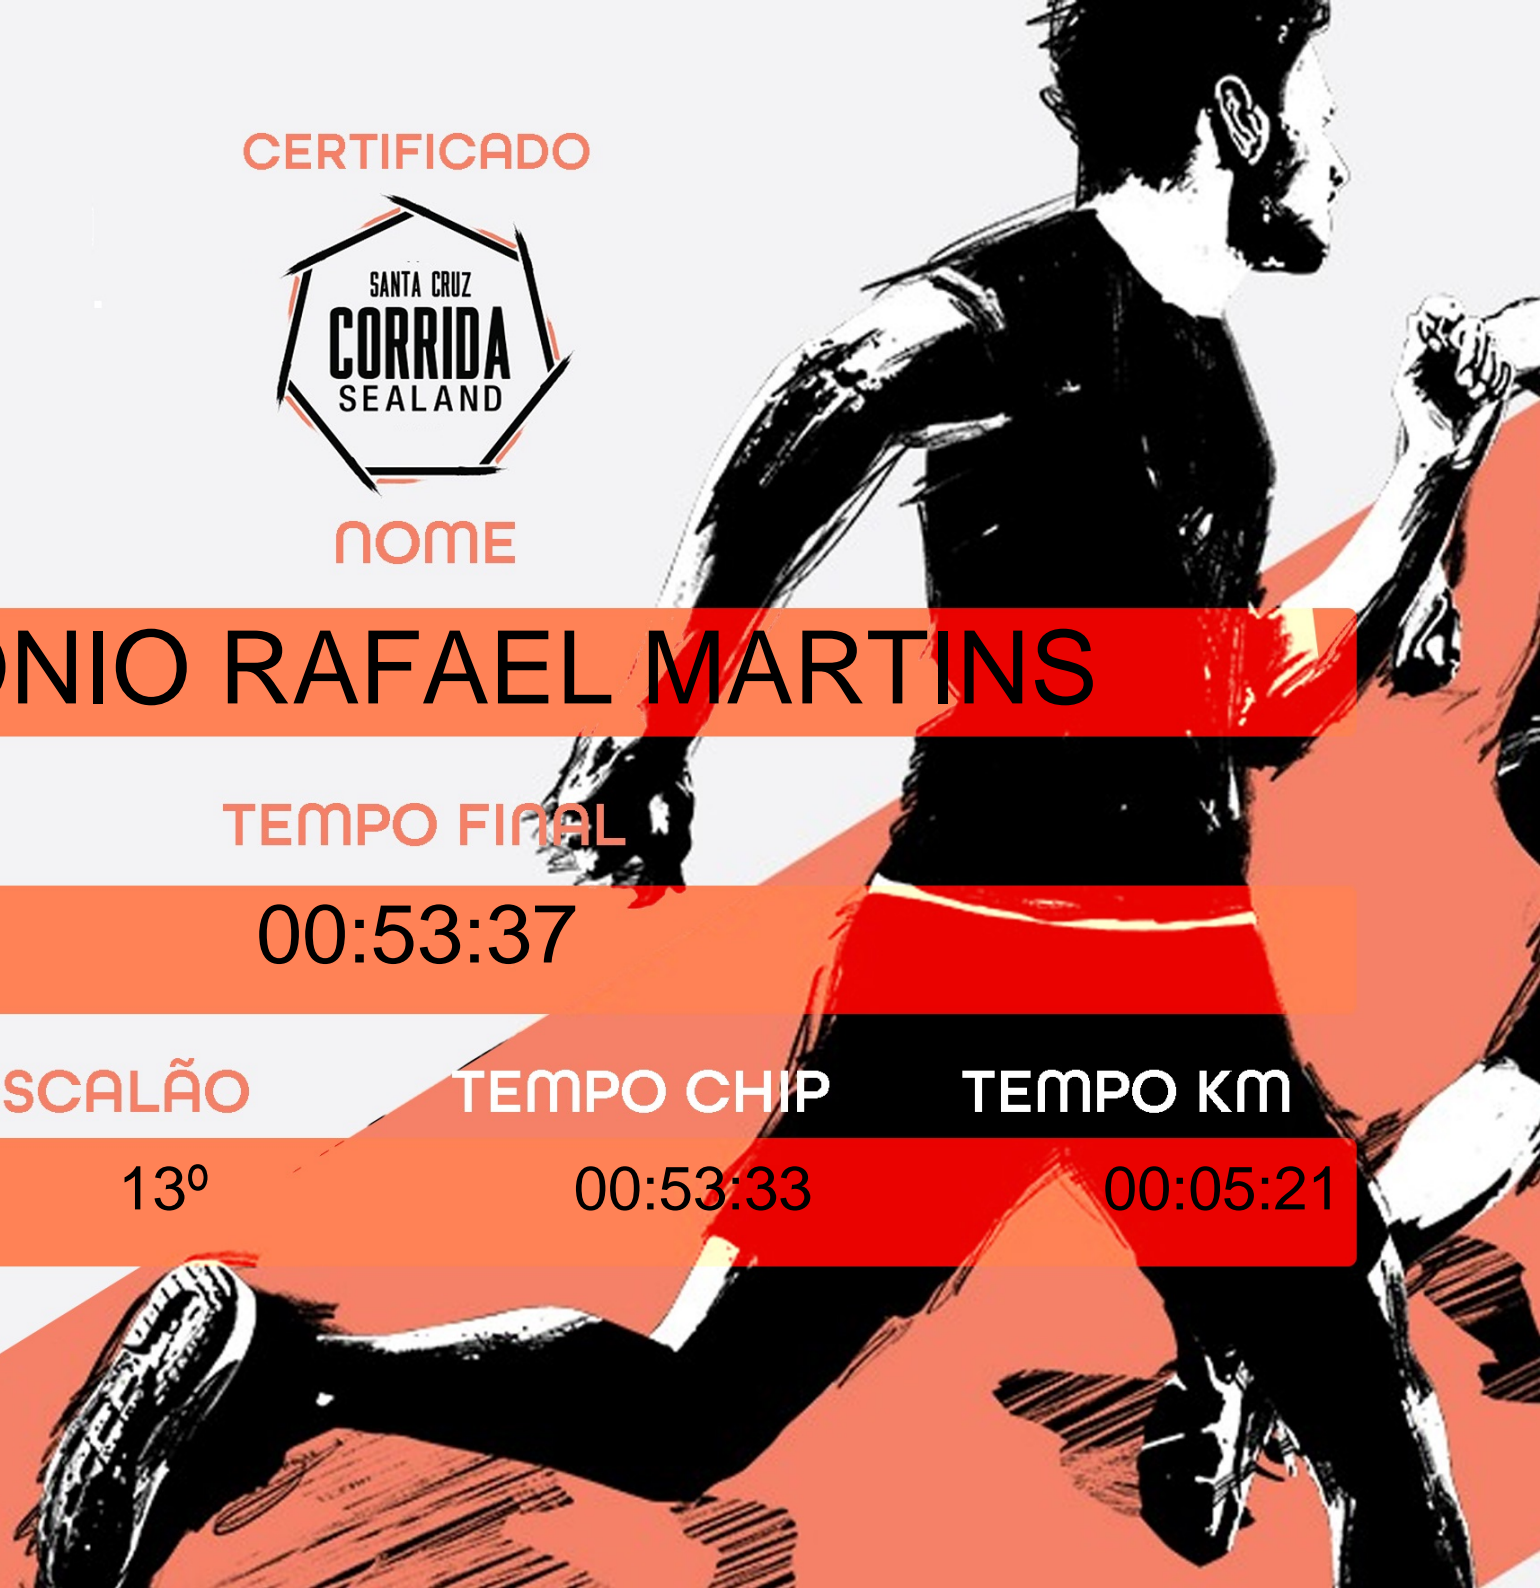 CERTIFICADO
SANTA CRUZ
CORRIDA
SEALAND
NOME
NIO RAFAEL MARTINS
TEMPO FINAL
00:53:37
SCALÃO TEMPO CHIP TEMPO KM
13º 00:53:33 00:05:21